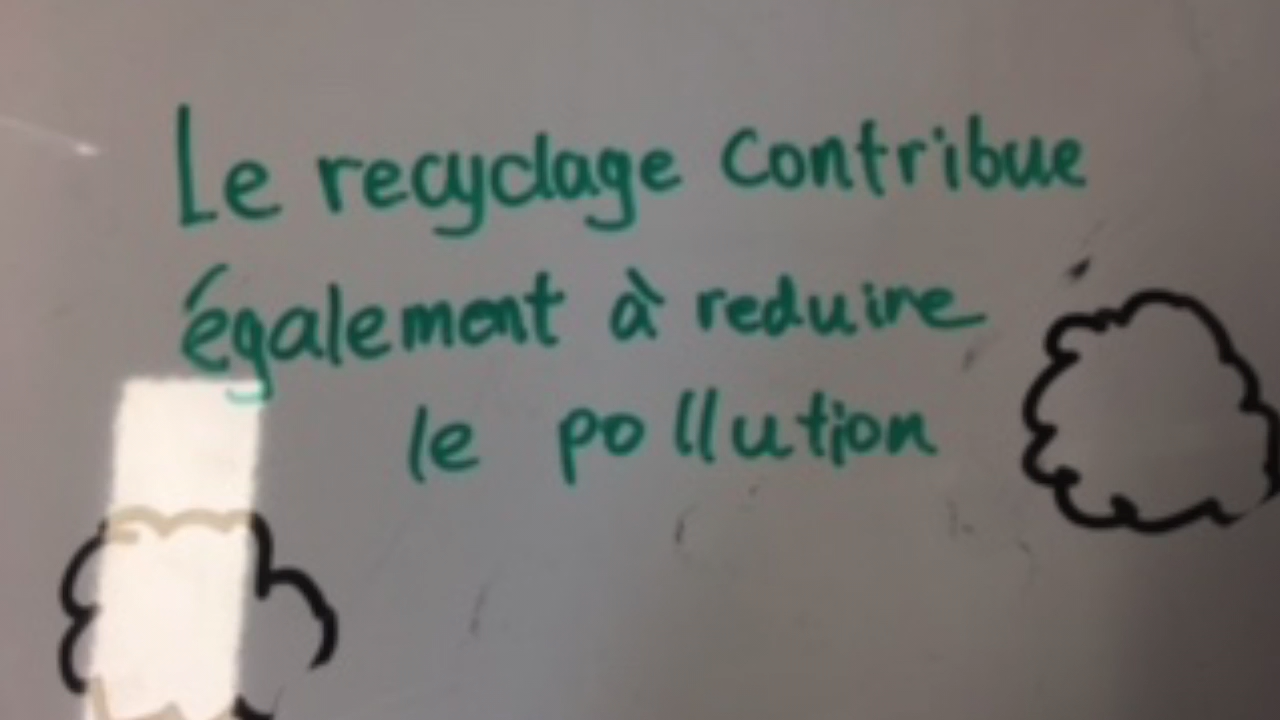 Le recyclage contribue
également à reduire
le pollution